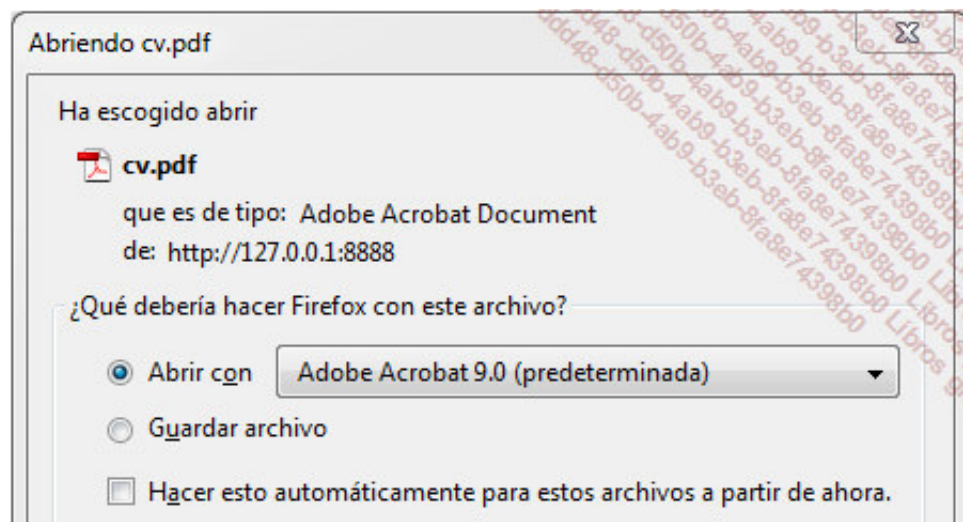 Abriendo cv.pdf
Ha escogido abrir
cv.pdf
que es de tipo: Adobe Acrobat Document
de: http://127.0.0.1:8888
¿Qué debería hacer Firefox con este archivo?
Abrir con Adobe Acrobat 9.0 (predeterminada)
Guardar archivo
Hacer esto automáticamente para estos archivos a partir de ahora.